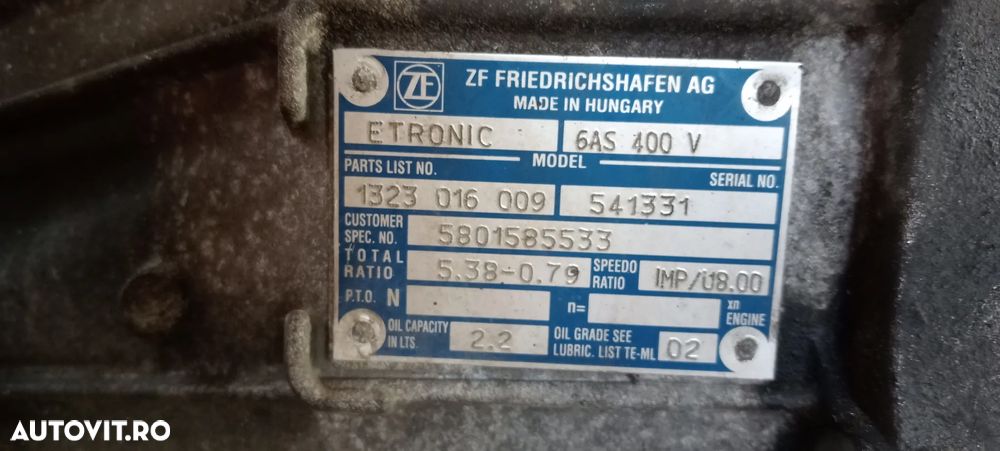 ZF ZF FRIEDRICHSHAFEN AG
MADE IN HUNGARY
ETRONIC 6AS 400 V
PARTS LIST NO. MODEL SERIAL NO.
1323 016 009 541331
CUSTOMER SPEC. NO. 5801585533
TOTAL RATIO 5.38-0.79 SPEEDO RATIO IMP/U8.00
P.T.O. N n= xn ENGINE
OIL CAPACITY IN LTS. 2.2 OIL GRADE SEE LUBRIC. LIST TE-ML 02
AUTOVIT.RO